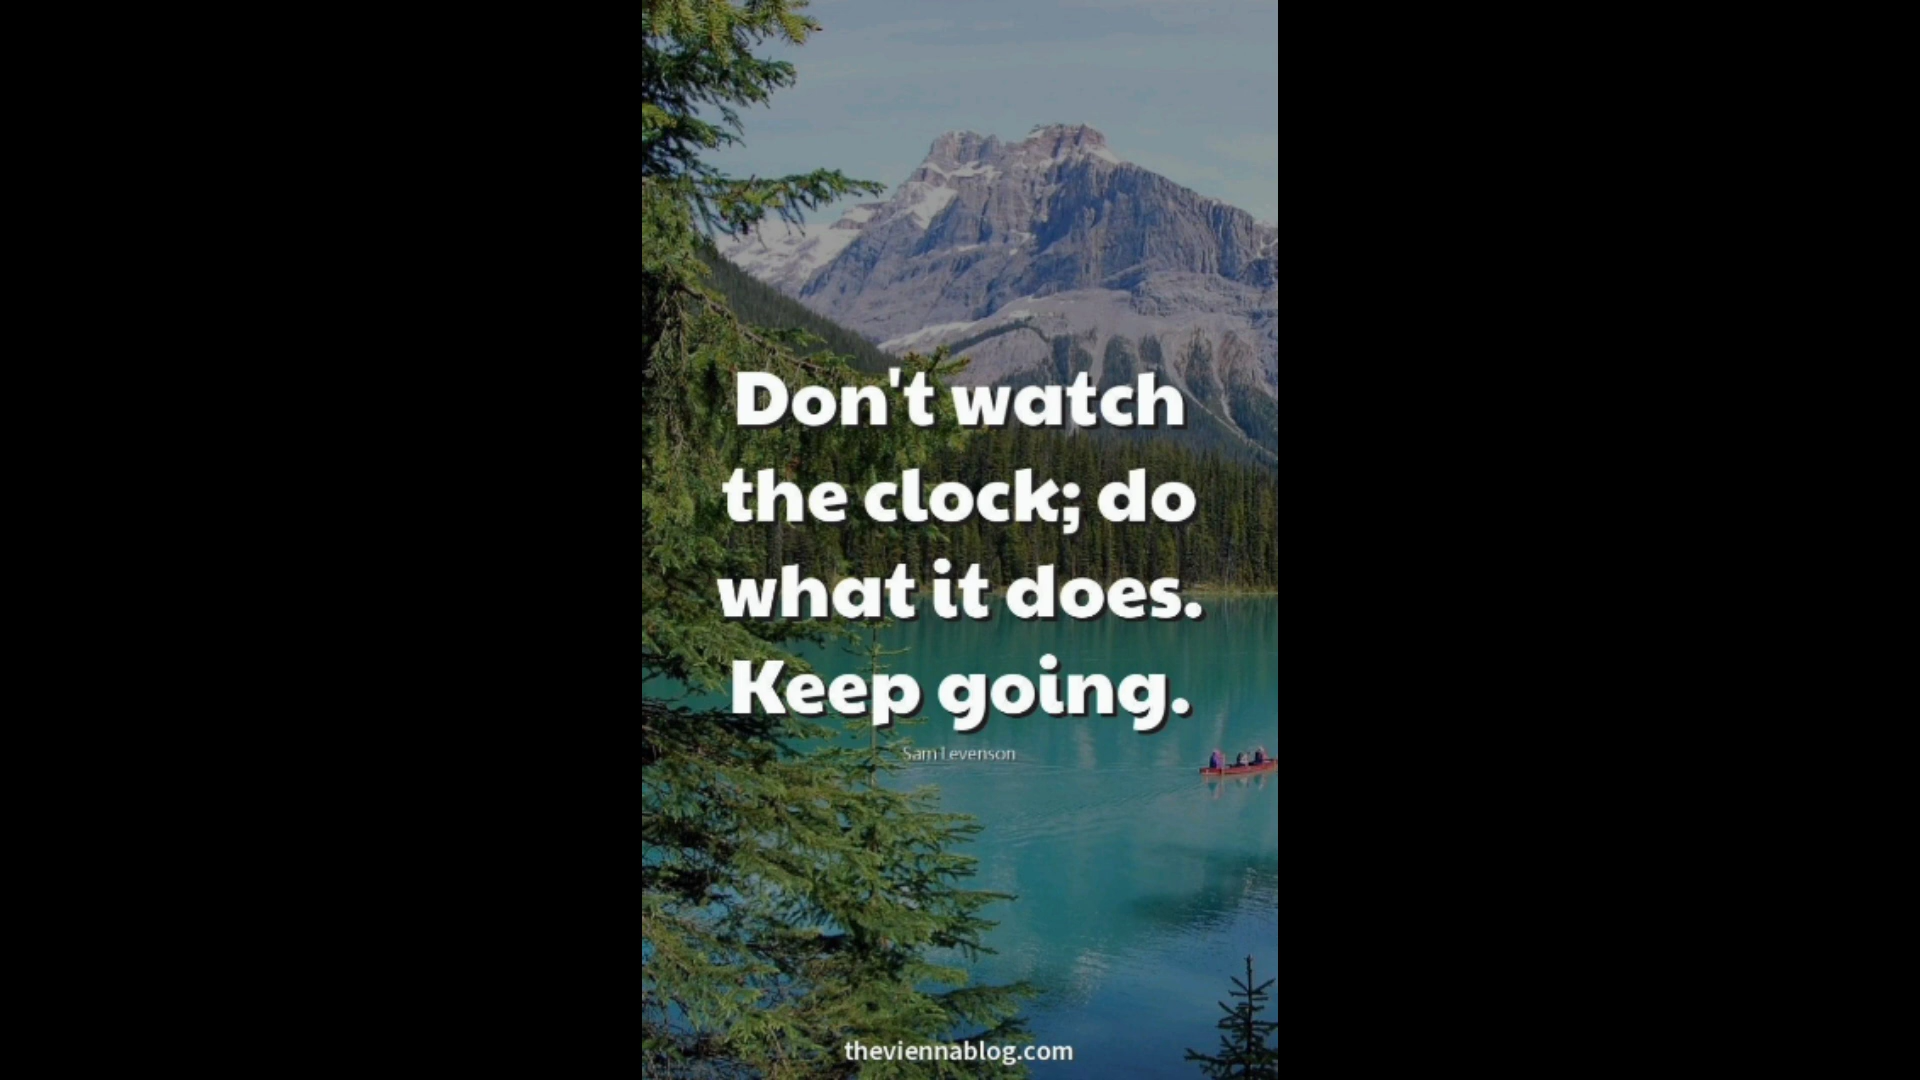 Don't watch
the clock; do
what it does.
Keep going.
Sam Levenson
theviennablog.com